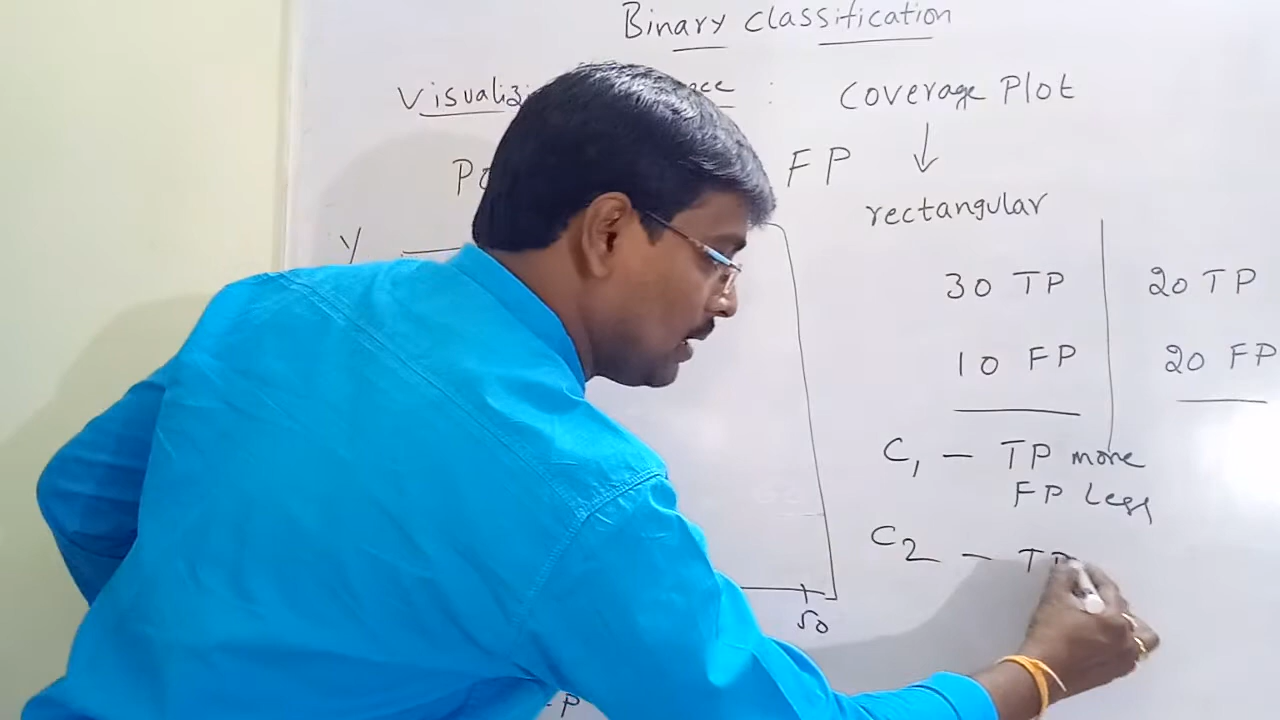 Binary classification
: Coverage Plot
FP
rectangular
Y
30 TP
20 TP
10 FP
20 FP
C1 - TP more
FP Less
C2 - TP
50